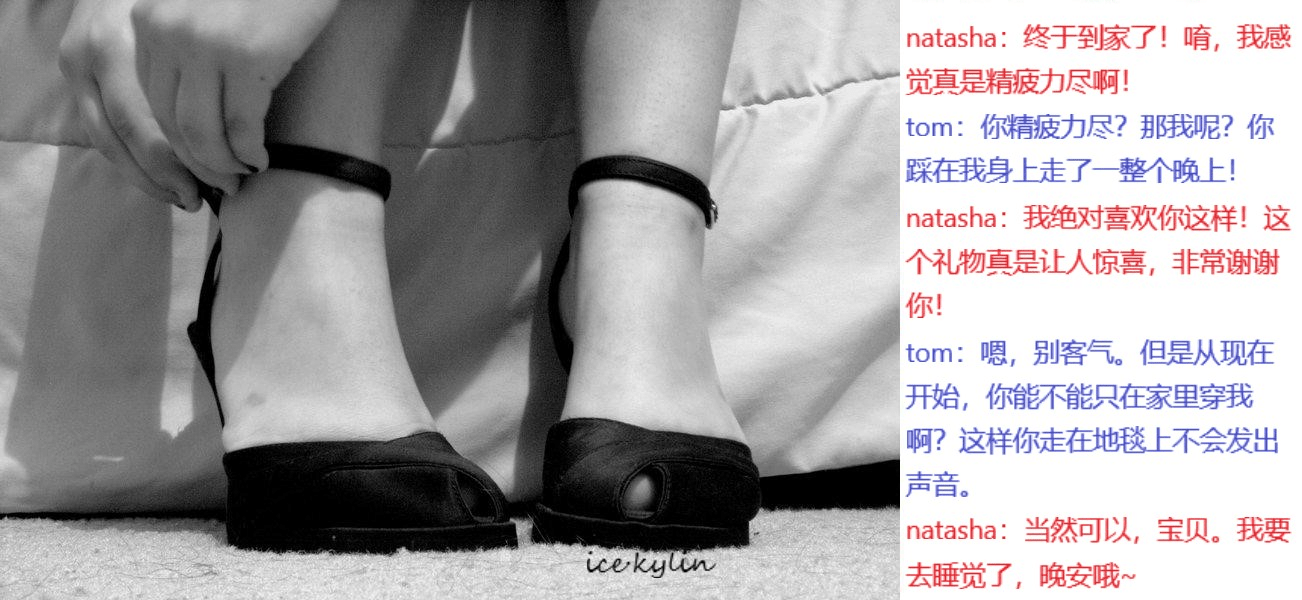 natasha：终于到家了！唷，我感
觉真是精疲力尽啊！
tom：你精疲力尽？那我呢？你
踩在我身上走了一整个晚上！
natasha：我绝对喜欢你这样！这
个礼物真是让人惊喜，非常谢谢
你！
tom：嗯，别客气。但是从现在
开始，你能不能只在家里穿我
啊？这样你走在地毯上不会发出
声音。
natasha：当然可以，宝贝。我要
去睡觉了，晚安哦~
ice·kylin